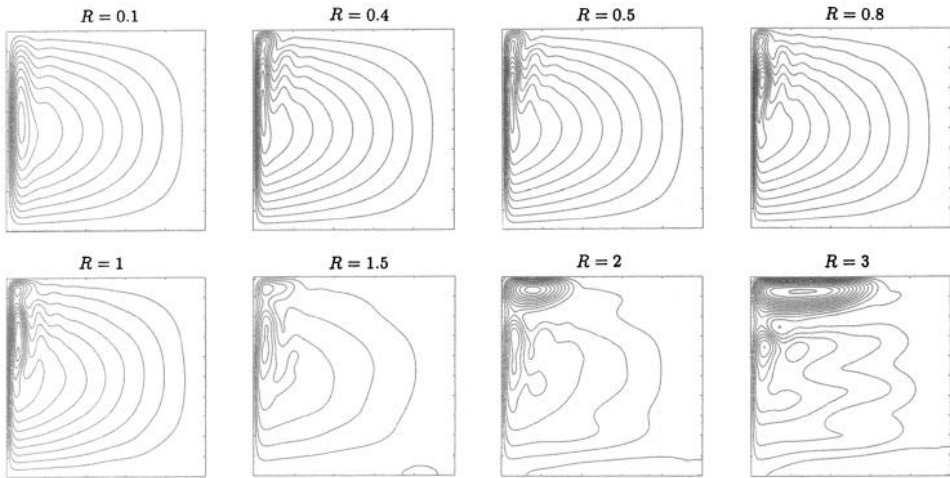 R = 0.1
R = 0.4
R = 0.5
R = 0.8
R = 1
R = 1.5
R = 2
R = 3